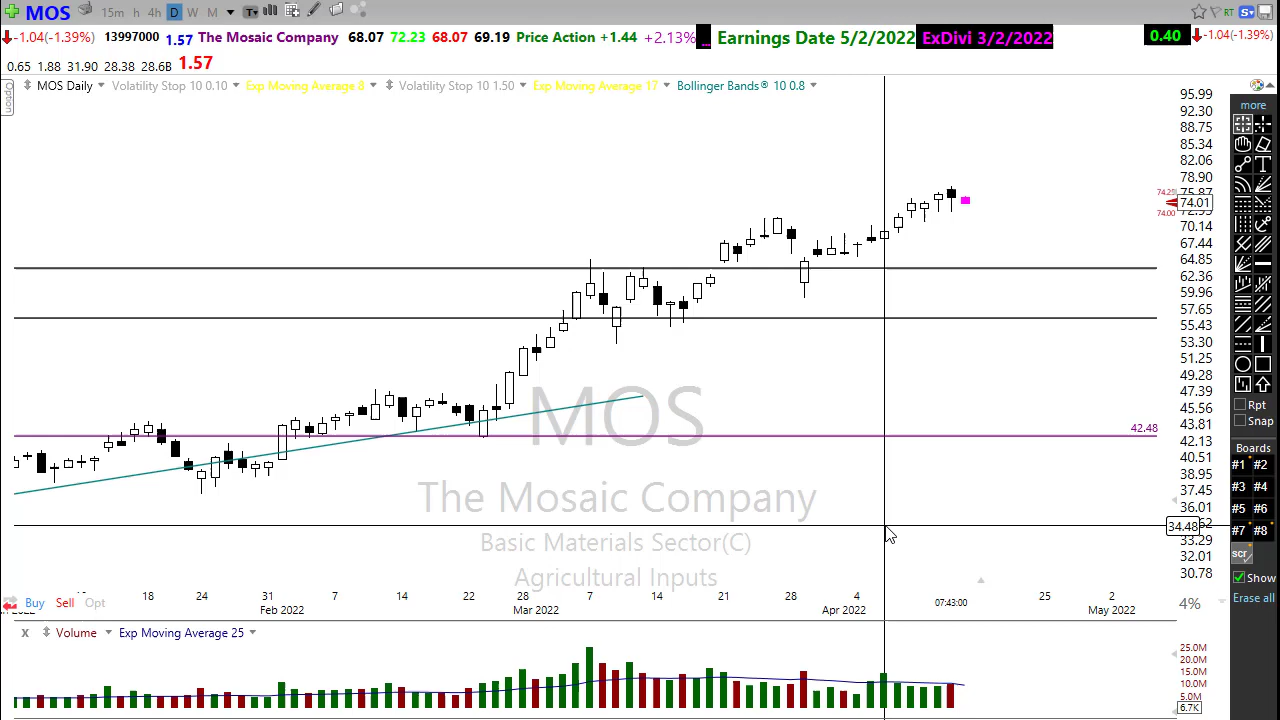 MOS 15m h 4h D W M RT S
-1.04(-1.39%) 13997000 1.57 The Mosaic Company 68.07 72.23 68.07 69.19 Price Action +1.44 +2.13% ... Earnings Date 5/2/2022 ExDivi 3/2/2022 0.40 -1.04(-1.39%)
0.65 1.88 31.90 28.38 28.6B 1.57
MOS Daily Volatility Stop 10 0.10 Exp Moving Average 8 Volatility Stop 10 1.50 Exp Moving Average 17 Bollinger Bands® 10 0.8
Option
95.99
92.30
88.75
85.34
82.06
78.90
75.87
74.25
74.01
74.00
70.14
67.44
64.85
62.36
59.96
57.65
55.43
53.30
51.25
49.28
47.39
45.56
43.81
42.48
42.13
40.51
38.95
37.45
36.01
34.48
33.29
32.01
30.78
MOS
The Mosaic Company
Basic Materials Sector(C)
Agricultural Inputs
Buy Sell Opt
18 24 31 7 14 22 28 7 14 21 28 4 07:43:00 25 2
Feb 2022 Mar 2022 Apr 2022 May 2022
4%
x Volume Exp Moving Average 25
25.0M
20.0M
15.0M
10.0M
5.0M
6.7K
more
T
Rpt
Snap
Boards
#1 #2
#3 #4
#5 #6
#7 #8
scr
Show
Erase all